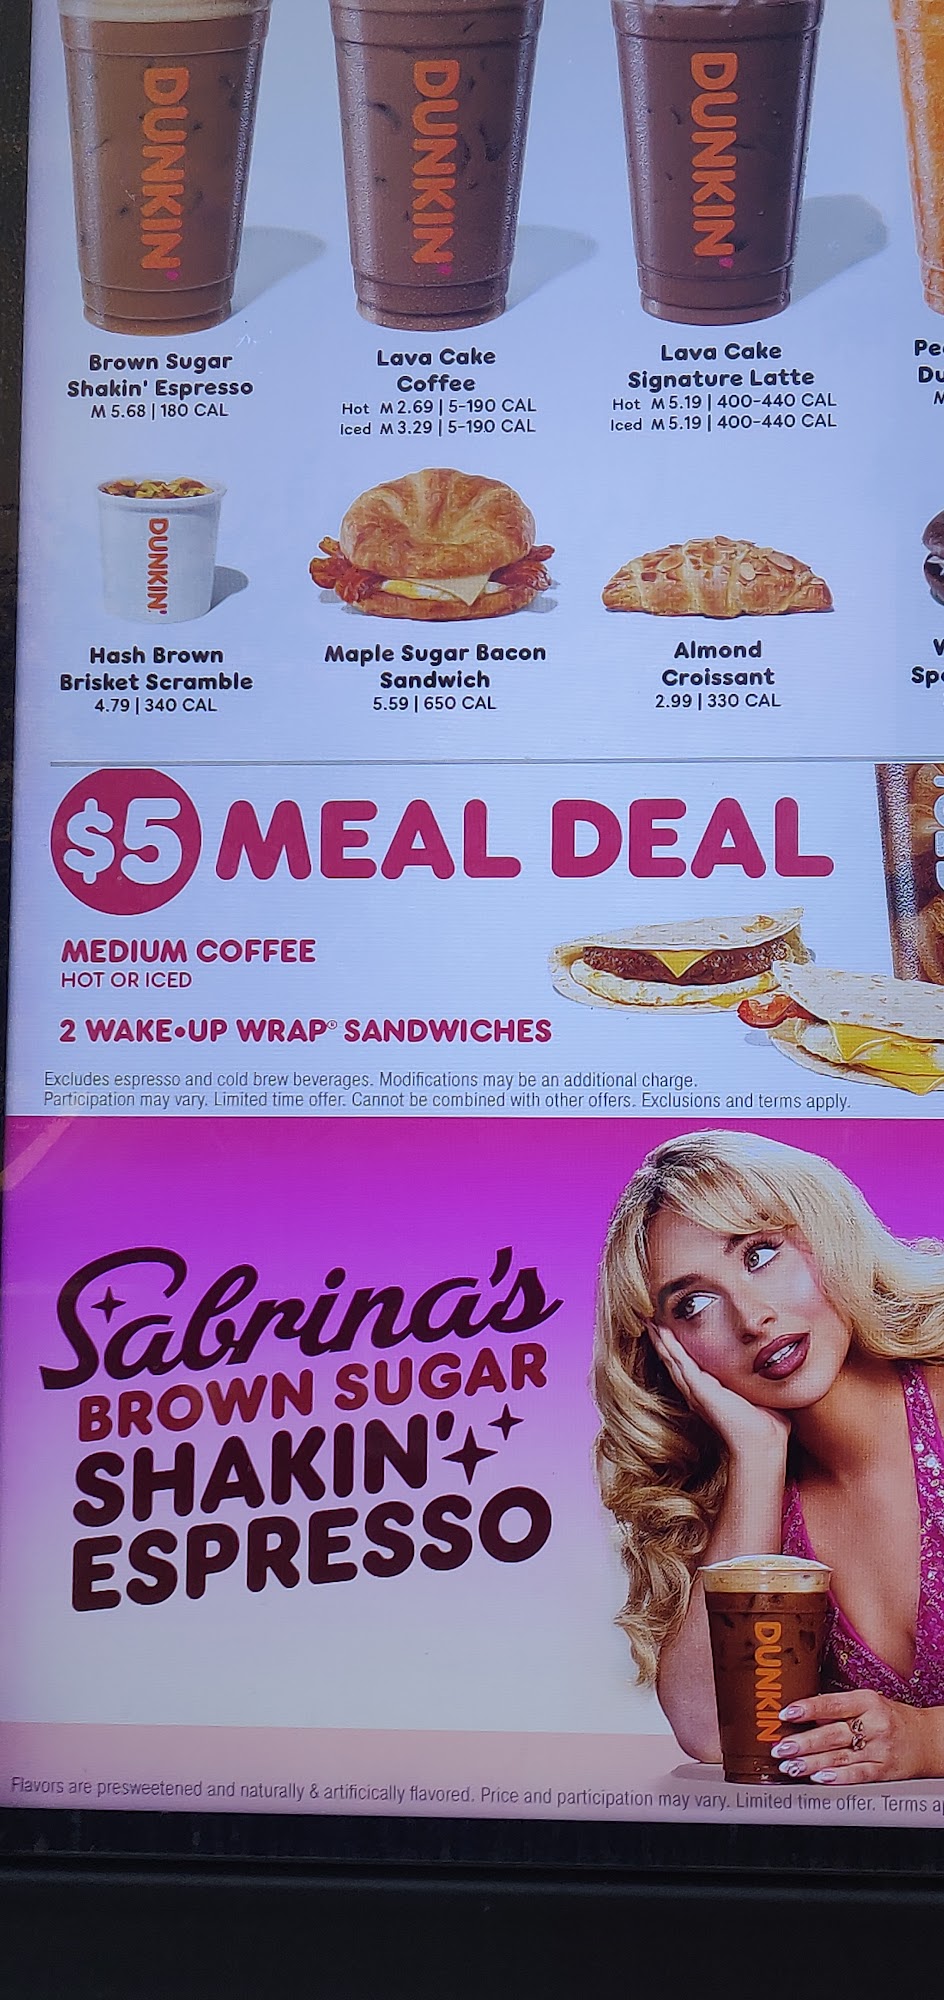 DUNKIN'
DUNKIN'
DUNKIN'
Brown Sugar
Shakin' Espresso
M 5.68 | 180 CAL
Lava Cake
Coffee
Hot M 2.69 | 5-190 CAL
Iced M 3.29 | 5-190 CAL
Lava Cake
Signature Latte
Hot M 5.19 | 400-440 CAL
Iced M 5.19 | 400-440 CAL
Pe
Du
M
DUNKIN'
Hash Brown
Brisket Scramble
4.79 | 340 CAL
Maple Sugar Bacon
Sandwich
5.59 | 650 CAL
Almond
Croissant
2.99 | 330 CAL
Spe
$5 MEAL DEAL
MEDIUM COFFEE
HOT OR ICED
2 WAKE•UP WRAP® SANDWICHES
Excludes espresso and cold brew beverages. Modifications may be an additional charge.
Participation may vary. Limited time offer. Cannot be combined with other offers. Exclusions and terms apply.
Sabrina's
BROWN SUGAR
SHAKIN'
ESPRESSO
DUNKIN'
Flavors are presweetened and naturally & artificically flavored. Price and participation may vary. Limited time offer. Terms a